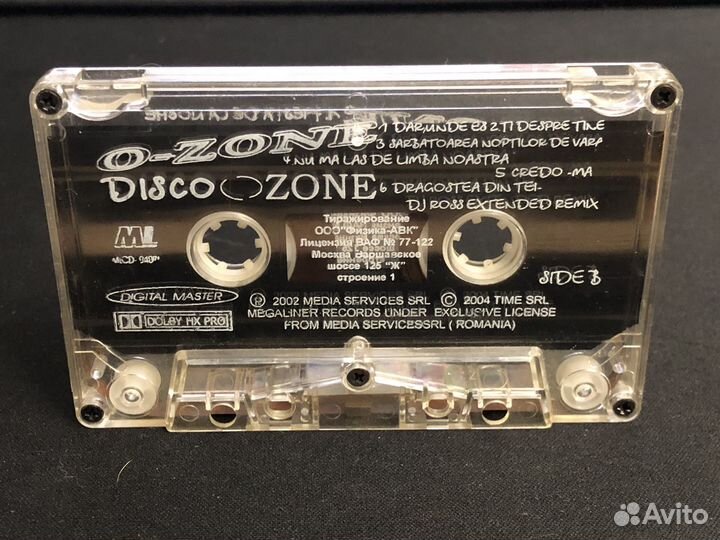 O-ZONE
DISCO ZONE
1 DAR,UNDE ES 2.TI DESPRE TINE
3 SARBATOAREA NOPTILOR DE VARA
4 NU MA LAS DE LIMBA NOASTRA
5 CREDO -MA
6 DRAGOSTEA DIN TEI-
DJ ROSS EXTENDED REMIX
ML
Тиражирование
ООО"Физика-АВК"
Лицензия ВАФ № 77-122
Москва Варшавское
шоссе 125 "Ж"
строение 1
SIDE B
DIGITAL MASTER
DOLBY HX PRO
Ⓟ 2002 MEDIA SERVICES SRL © 2004 TIME SRL
MEGALINER RECORDS UNDER EXCLUSIVE LICENSE
FROM MEDIA SERVICESSRL ( ROMANIA)
Avito